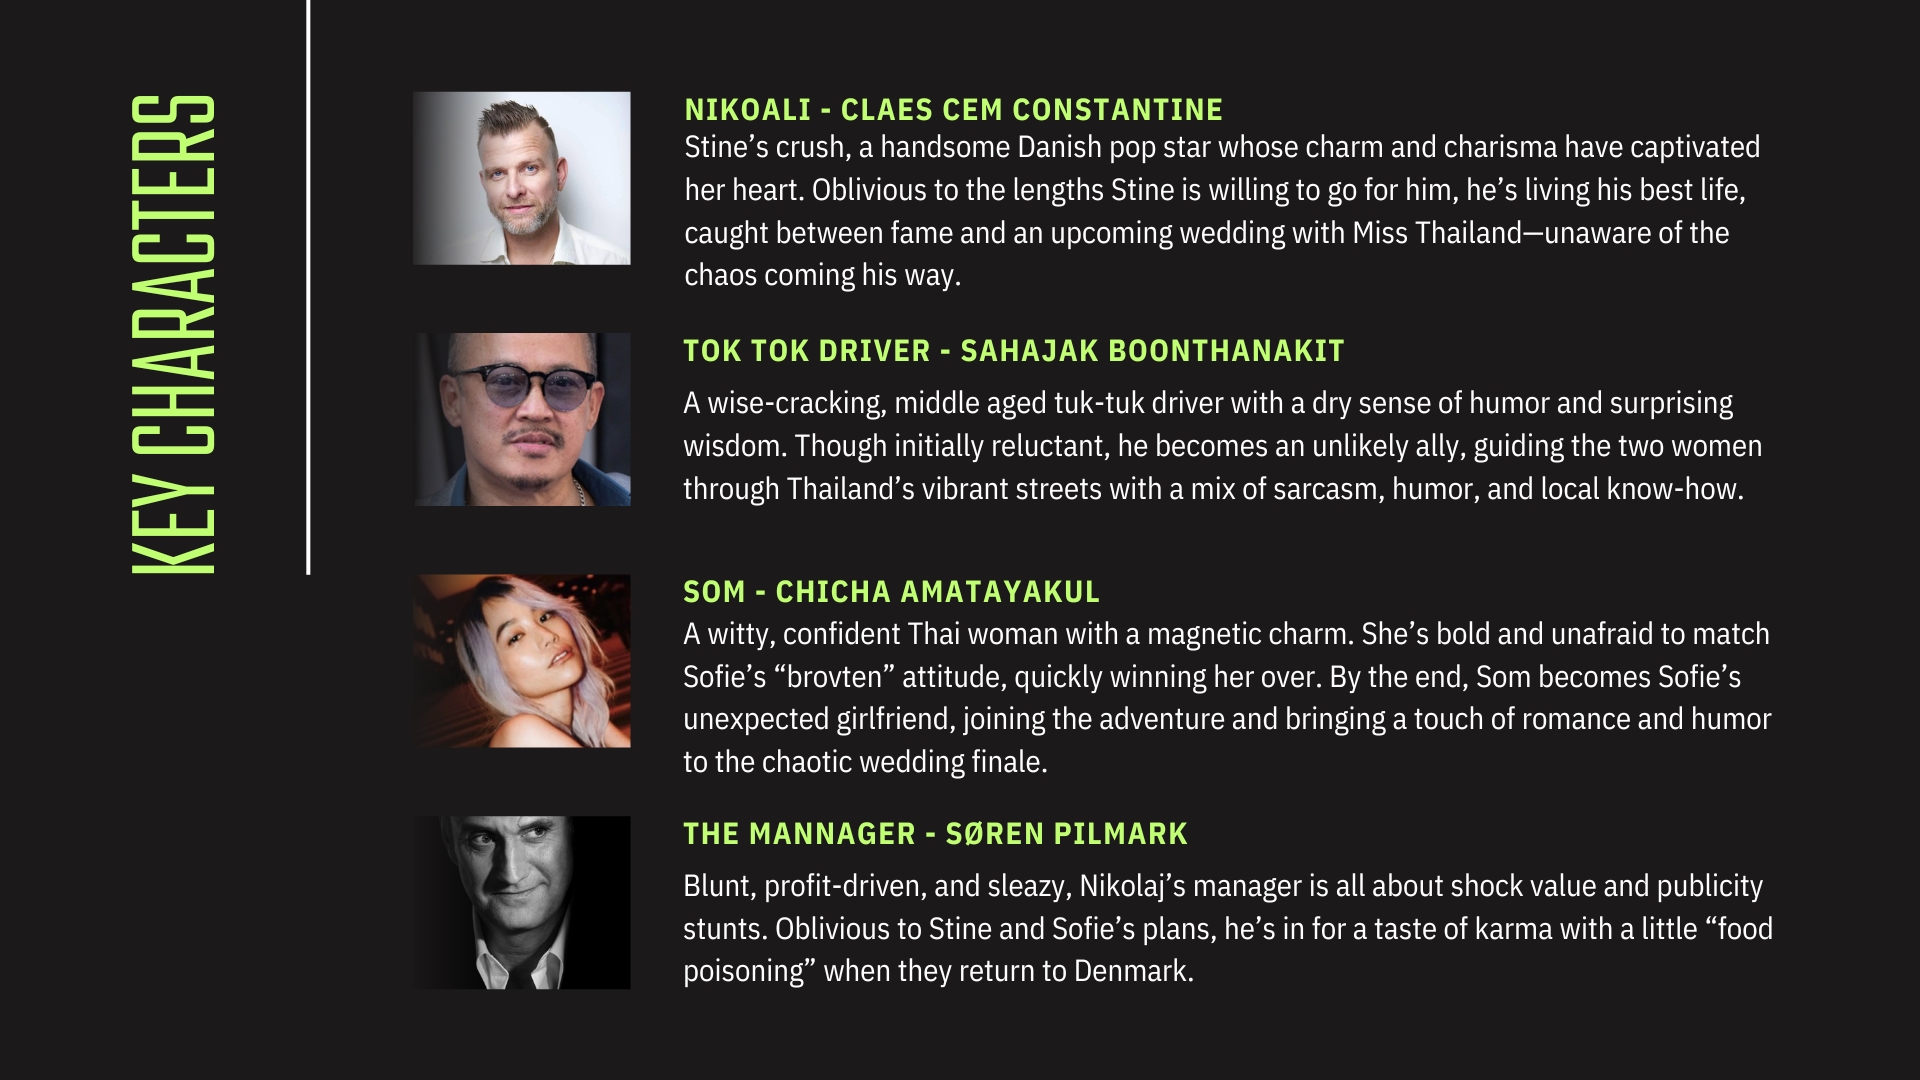 KEY CHARACTERS
NIKOALI - CLAES CEM CONSTANTINE
Stine’s crush, a handsome Danish pop star whose charm and charisma have captivated
her heart. Oblivious to the lengths Stine is willing to go for him, he’s living his best life,
caught between fame and an upcoming wedding with Miss Thailand—unaware of the
chaos coming his way.
TOK TOK DRIVER - SAHAJAK BOONTHANAKIT
A wise-cracking, middle aged tuk-tuk driver with a dry sense of humor and surprising
wisdom. Though initially reluctant, he becomes an unlikely ally, guiding the two women
through Thailand’s vibrant streets with a mix of sarcasm, humor, and local know-how.
SOM - CHICHA AMATAYAKUL
A witty, confident Thai woman with a magnetic charm. She’s bold and unafraid to match
Sofie’s “brovten” attitude, quickly winning her over. By the end, Som becomes Sofie’s
unexpected girlfriend, joining the adventure and bringing a touch of romance and humor
to the chaotic wedding finale.
THE MANNAGER - SØREN PILMARK
Blunt, profit-driven, and sleazy, Nikolaj’s manager is all about shock value and publicity
stunts. Oblivious to Stine and Sofie’s plans, he’s in for a taste of karma with a little “food
poisoning” when they return to Denmark.